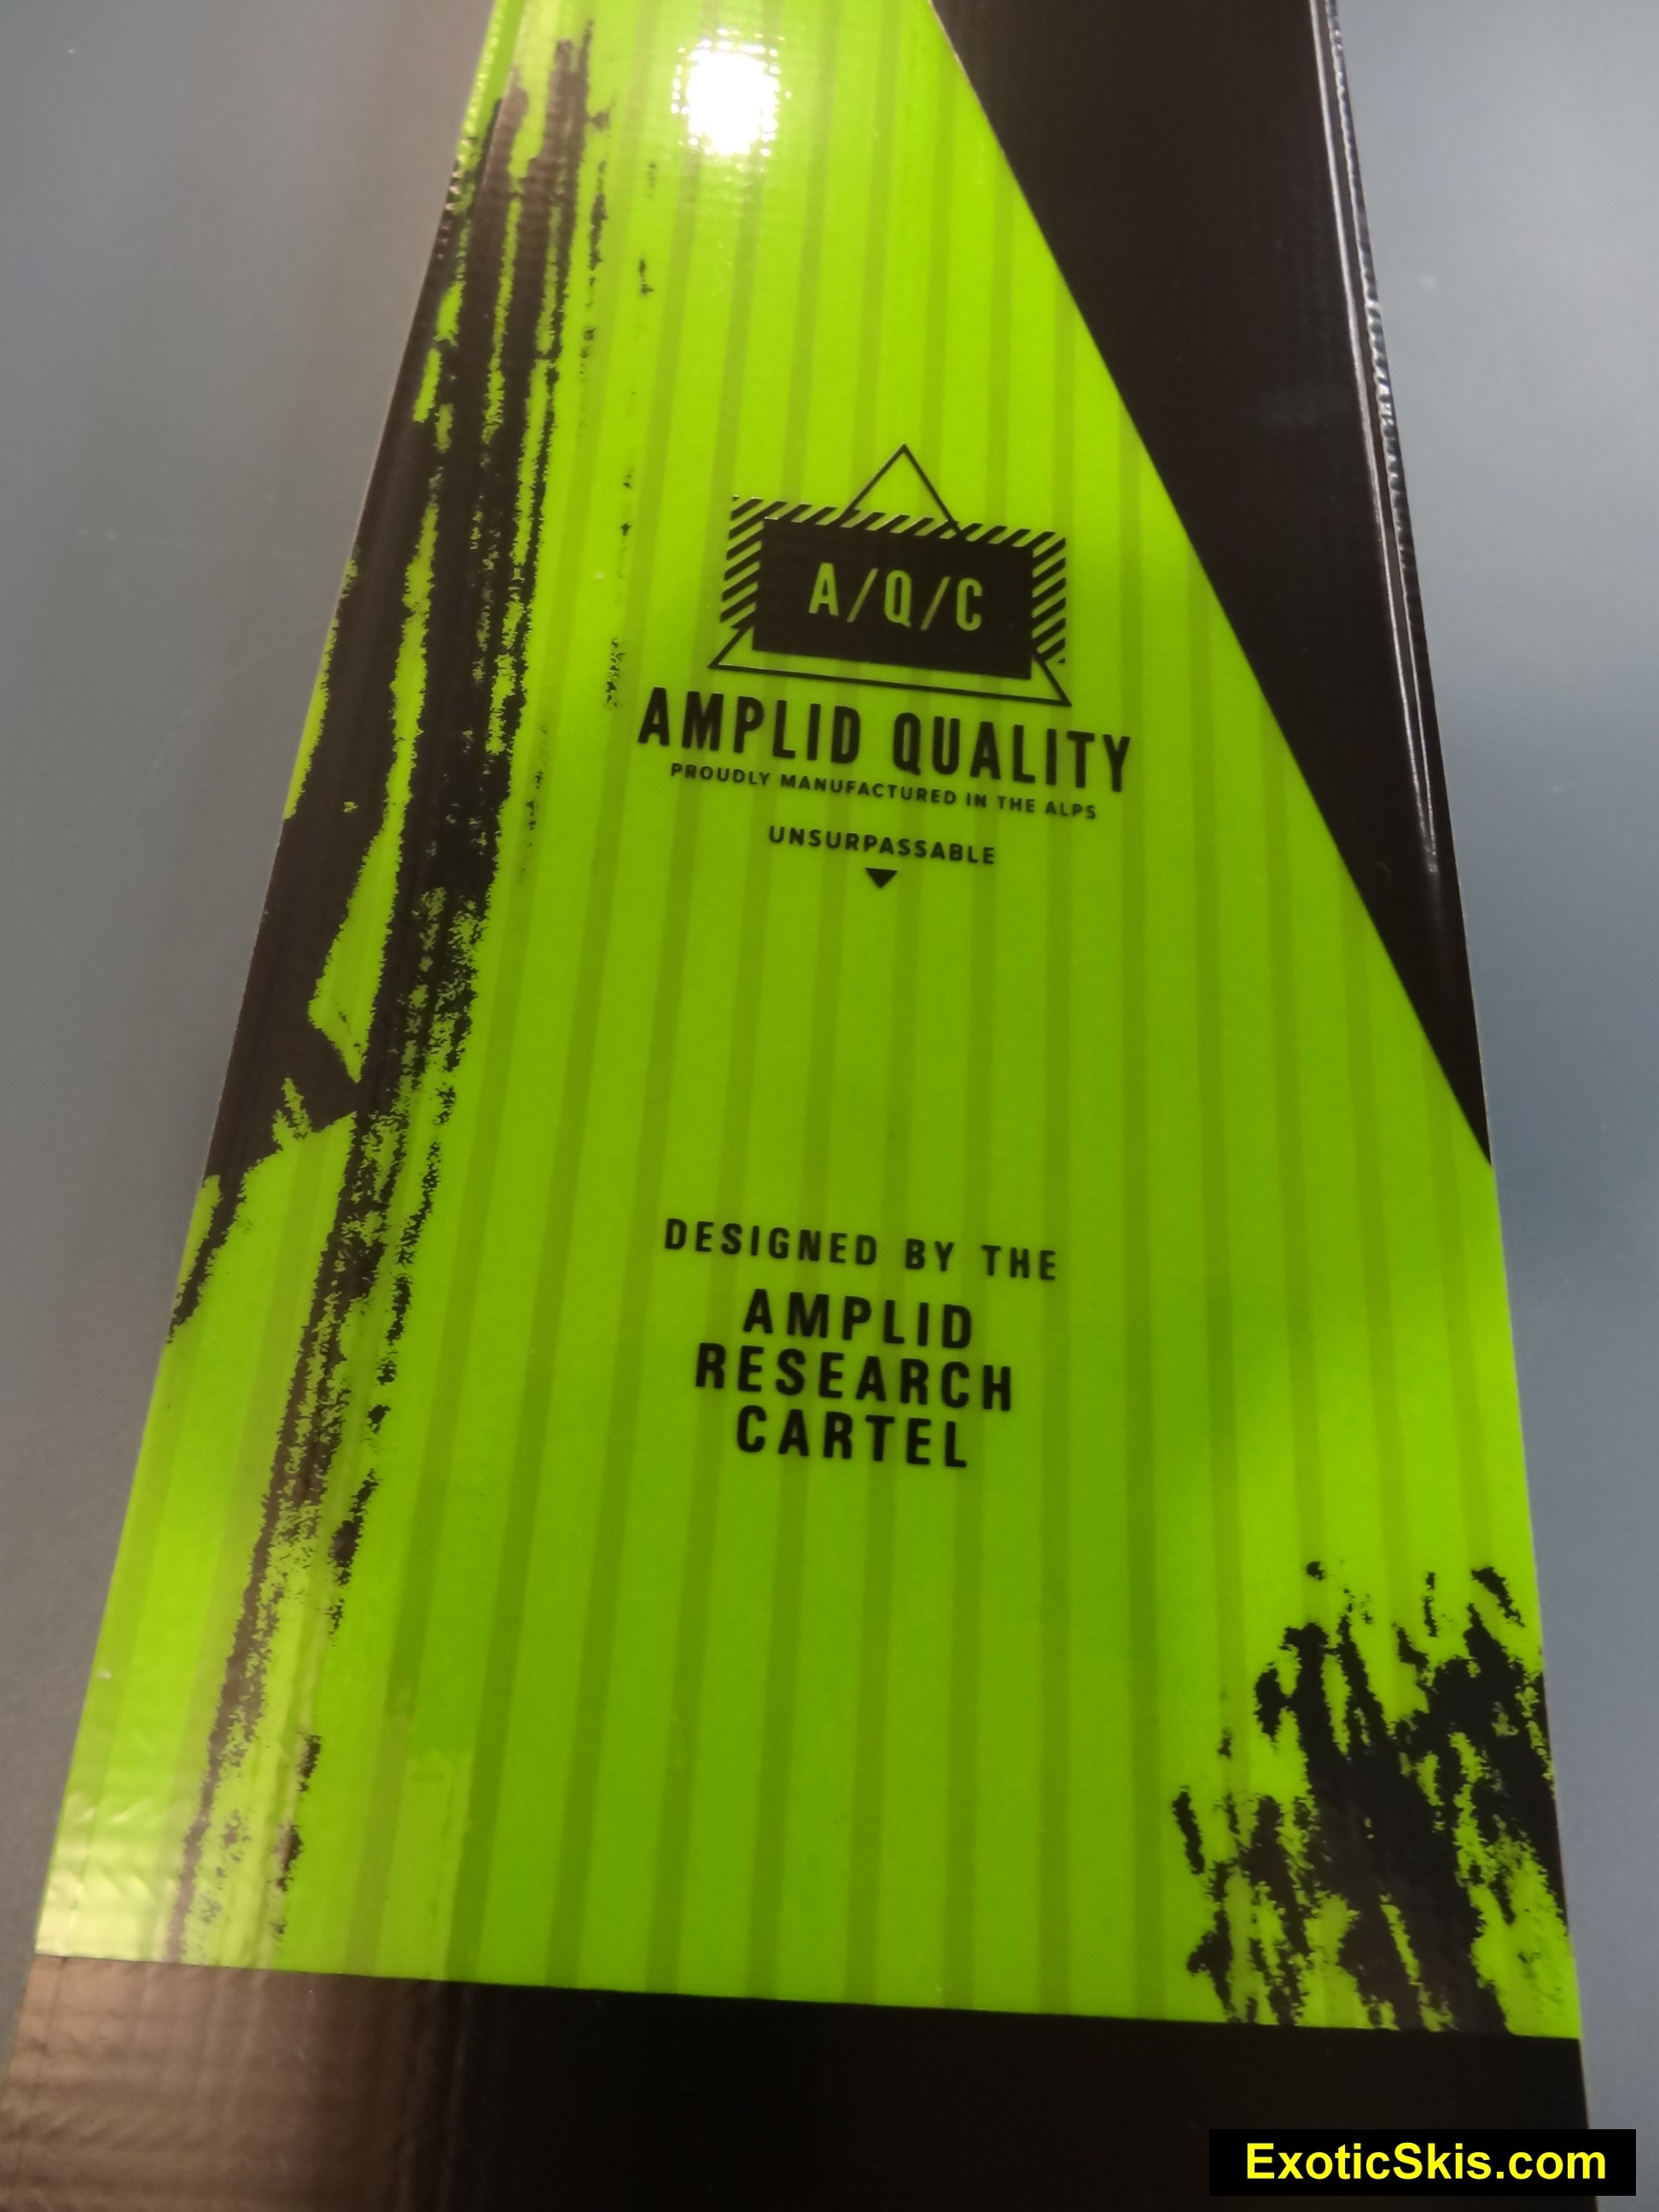 A/Q/C
AMPLID QUALITY
PROUDLY MANUFACTURED IN THE ALPS
UNSURPASSABLE
DESIGNED BY THE
AMPLID
RESEARCH
CARTEL
ExoticSkis.com